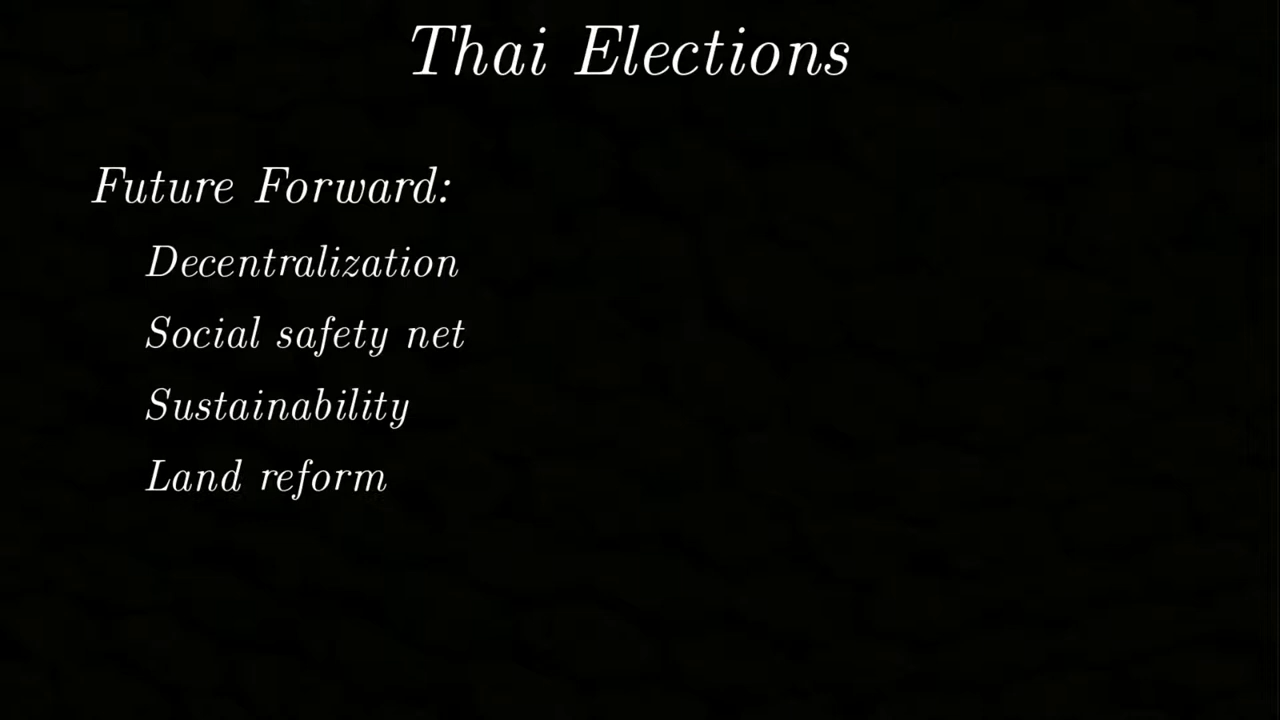 Thai Elections
Future Forward:
Decentralization
Social safety net
Sustainability
Land reform